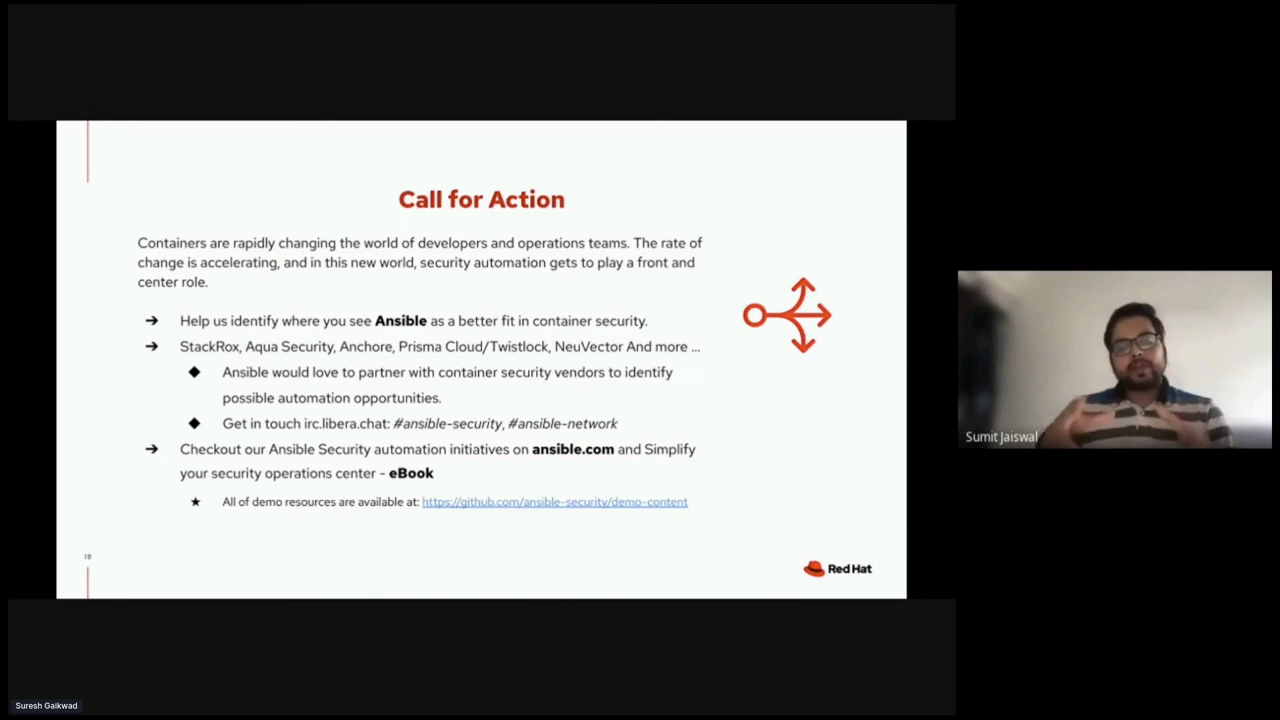 Call for Action
Containers are rapidly changing the world of developers and operations teams. The rate of
change is accelerating, and in this new world, security automation gets to play a front and
center role.
➔ Help us identify where you see Ansible as a better fit in container security.
➔ StackRox, Aqua Security, Anchore, Prisma Cloud/Twistlock, NeuVector And more ...
◆ Ansible would love to partner with container security vendors to identify
possible automation opportunities.
◆ Get in touch irc.libera.chat: #ansible-security, #ansible-network
➔ Checkout our Ansible Security automation initiatives on ansible.com and Simplify
your security operations center - eBook
★ All of demo resources are available at: https://github.com/ansible-security/demo-content
18
Red Hat
Sumit Jaiswal
Suresh Gaikwad